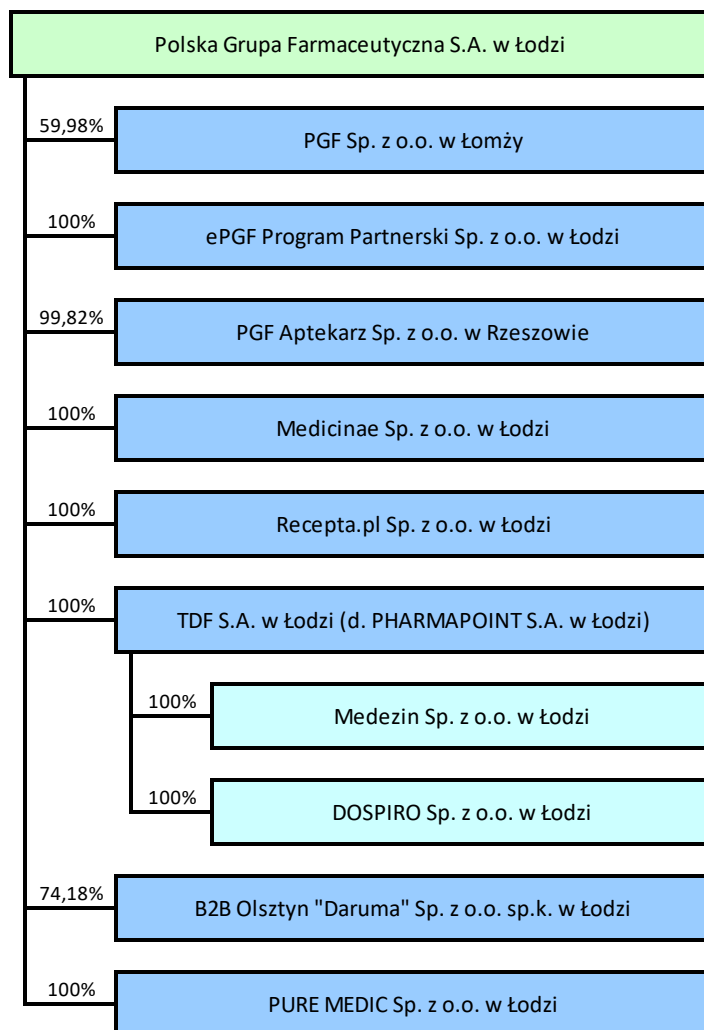 Polska Grupa Farmaceutyczna S.A. w Łodzi
59,98%
PGF Sp. z o.o. w Łomży
100%
ePGF Program Partnerski Sp. z o.o. w Łodzi
99,82%
PGF Aptekarz Sp. z o.o. w Rzeszowie
100%
Medicinae Sp. z o.o. w Łodzi
100%
Recepta.pl Sp. z o.o. w Łodzi
100%
TDF S.A. w Łodzi (d. PHARMAPOINT S.A. w Łodzi)
100%
Medezin Sp. z o.o. w Łodzi
100%
DOSPIRO Sp. z o.o. w Łodzi
74,18%
B2B Olsztyn "Daruma" Sp. z o.o. sp.k. w Łodzi
100%
PURE MEDIC Sp. z o.o. w Łodzi